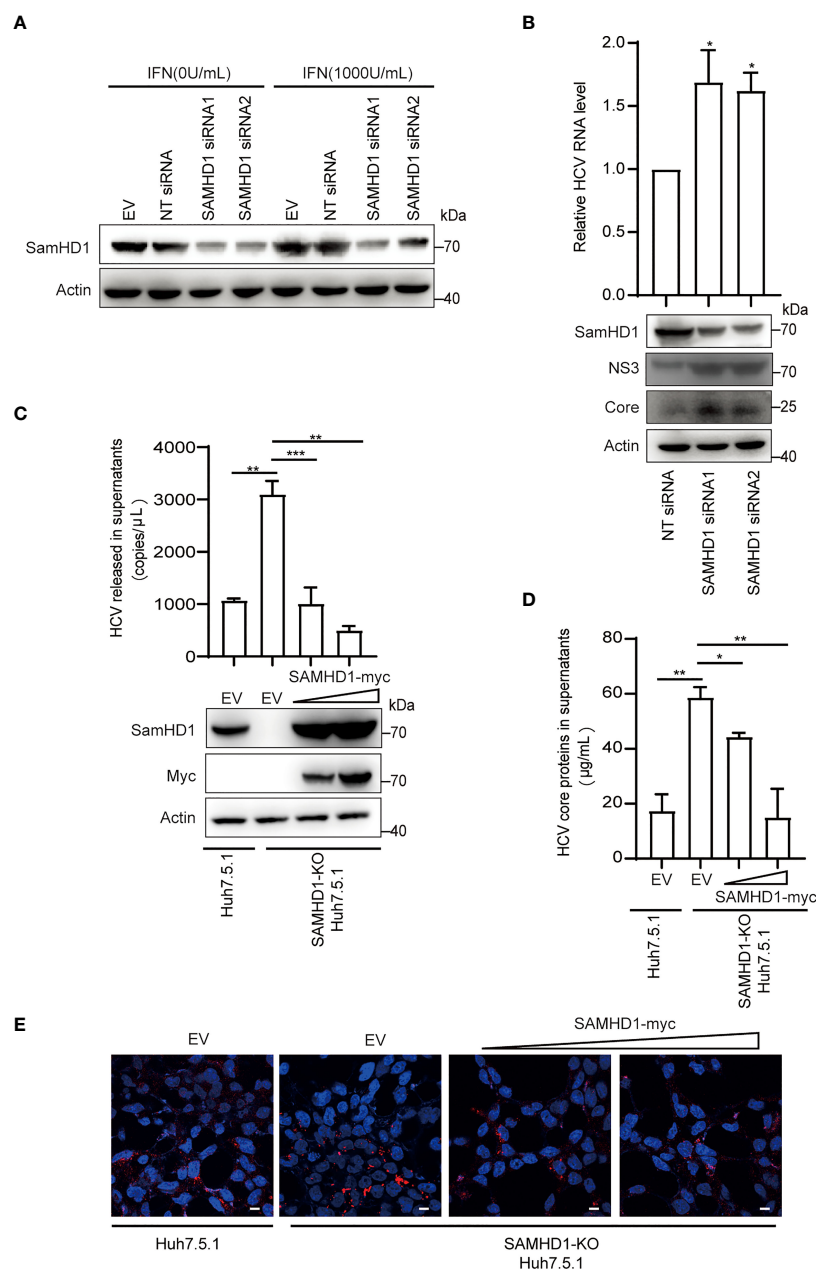 A
IFN(0U/mL) IFN(1000U/mL)
EV NT siRNA SAMHD1 siRNA1 SAMHD1 siRNA2 EV NT siRNA SAMHD1 siRNA1 SAMHD1 siRNA2
kDa
SamHD1 70
Actin 40
B
Relative HCV RNA level
2.0
1.5
1.0
0.5
0.0
* *
kDa
SamHD1 70
NS3 70
Core 25
Actin 40
NT siRNA SAMHD1 siRNA1 SAMHD1 siRNA2
C
HCV released in supernatants
(copies/μL)
4000
3000
2000
1000
0
**
** ***
SAMHD1-myc
EV EV kDa
SamHD1 70
Myc 70
Actin 40
Huh7.5.1
SAMHD1-KO
Huh7.5.1
D
HCV core proteins in supernatants
( μg/mL)
80
60
40
20
0
**
** *
EV EV
SAMHD1-myc
Huh7.5.1
SAMHD1-KO
Huh7.5.1
E
EV EV SAMHD1-myc
Huh7.5.1 SAMHD1-KO
Huh7.5.1